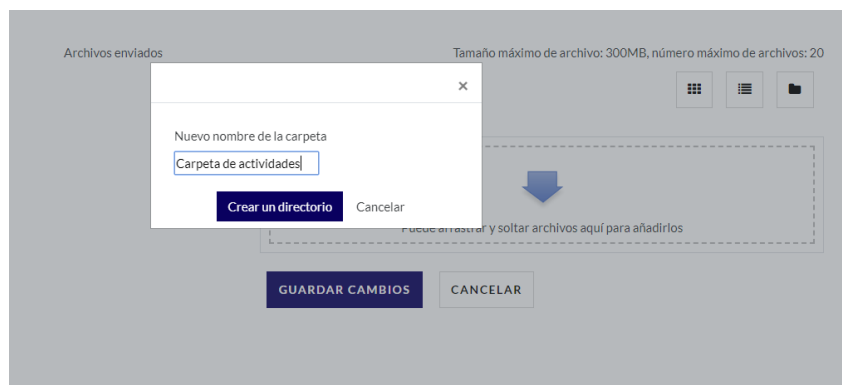 Archivos enviados
Tamaño máximo de archivo: 300MB, número máximo de archivos: 20
×
Nuevo nombre de la carpeta
Carpeta de actividades
Crear un directorio Cancelar
Puede arrastrar y soltar archivos aquí para añadirlos
GUARDAR CAMBIOS CANCELAR